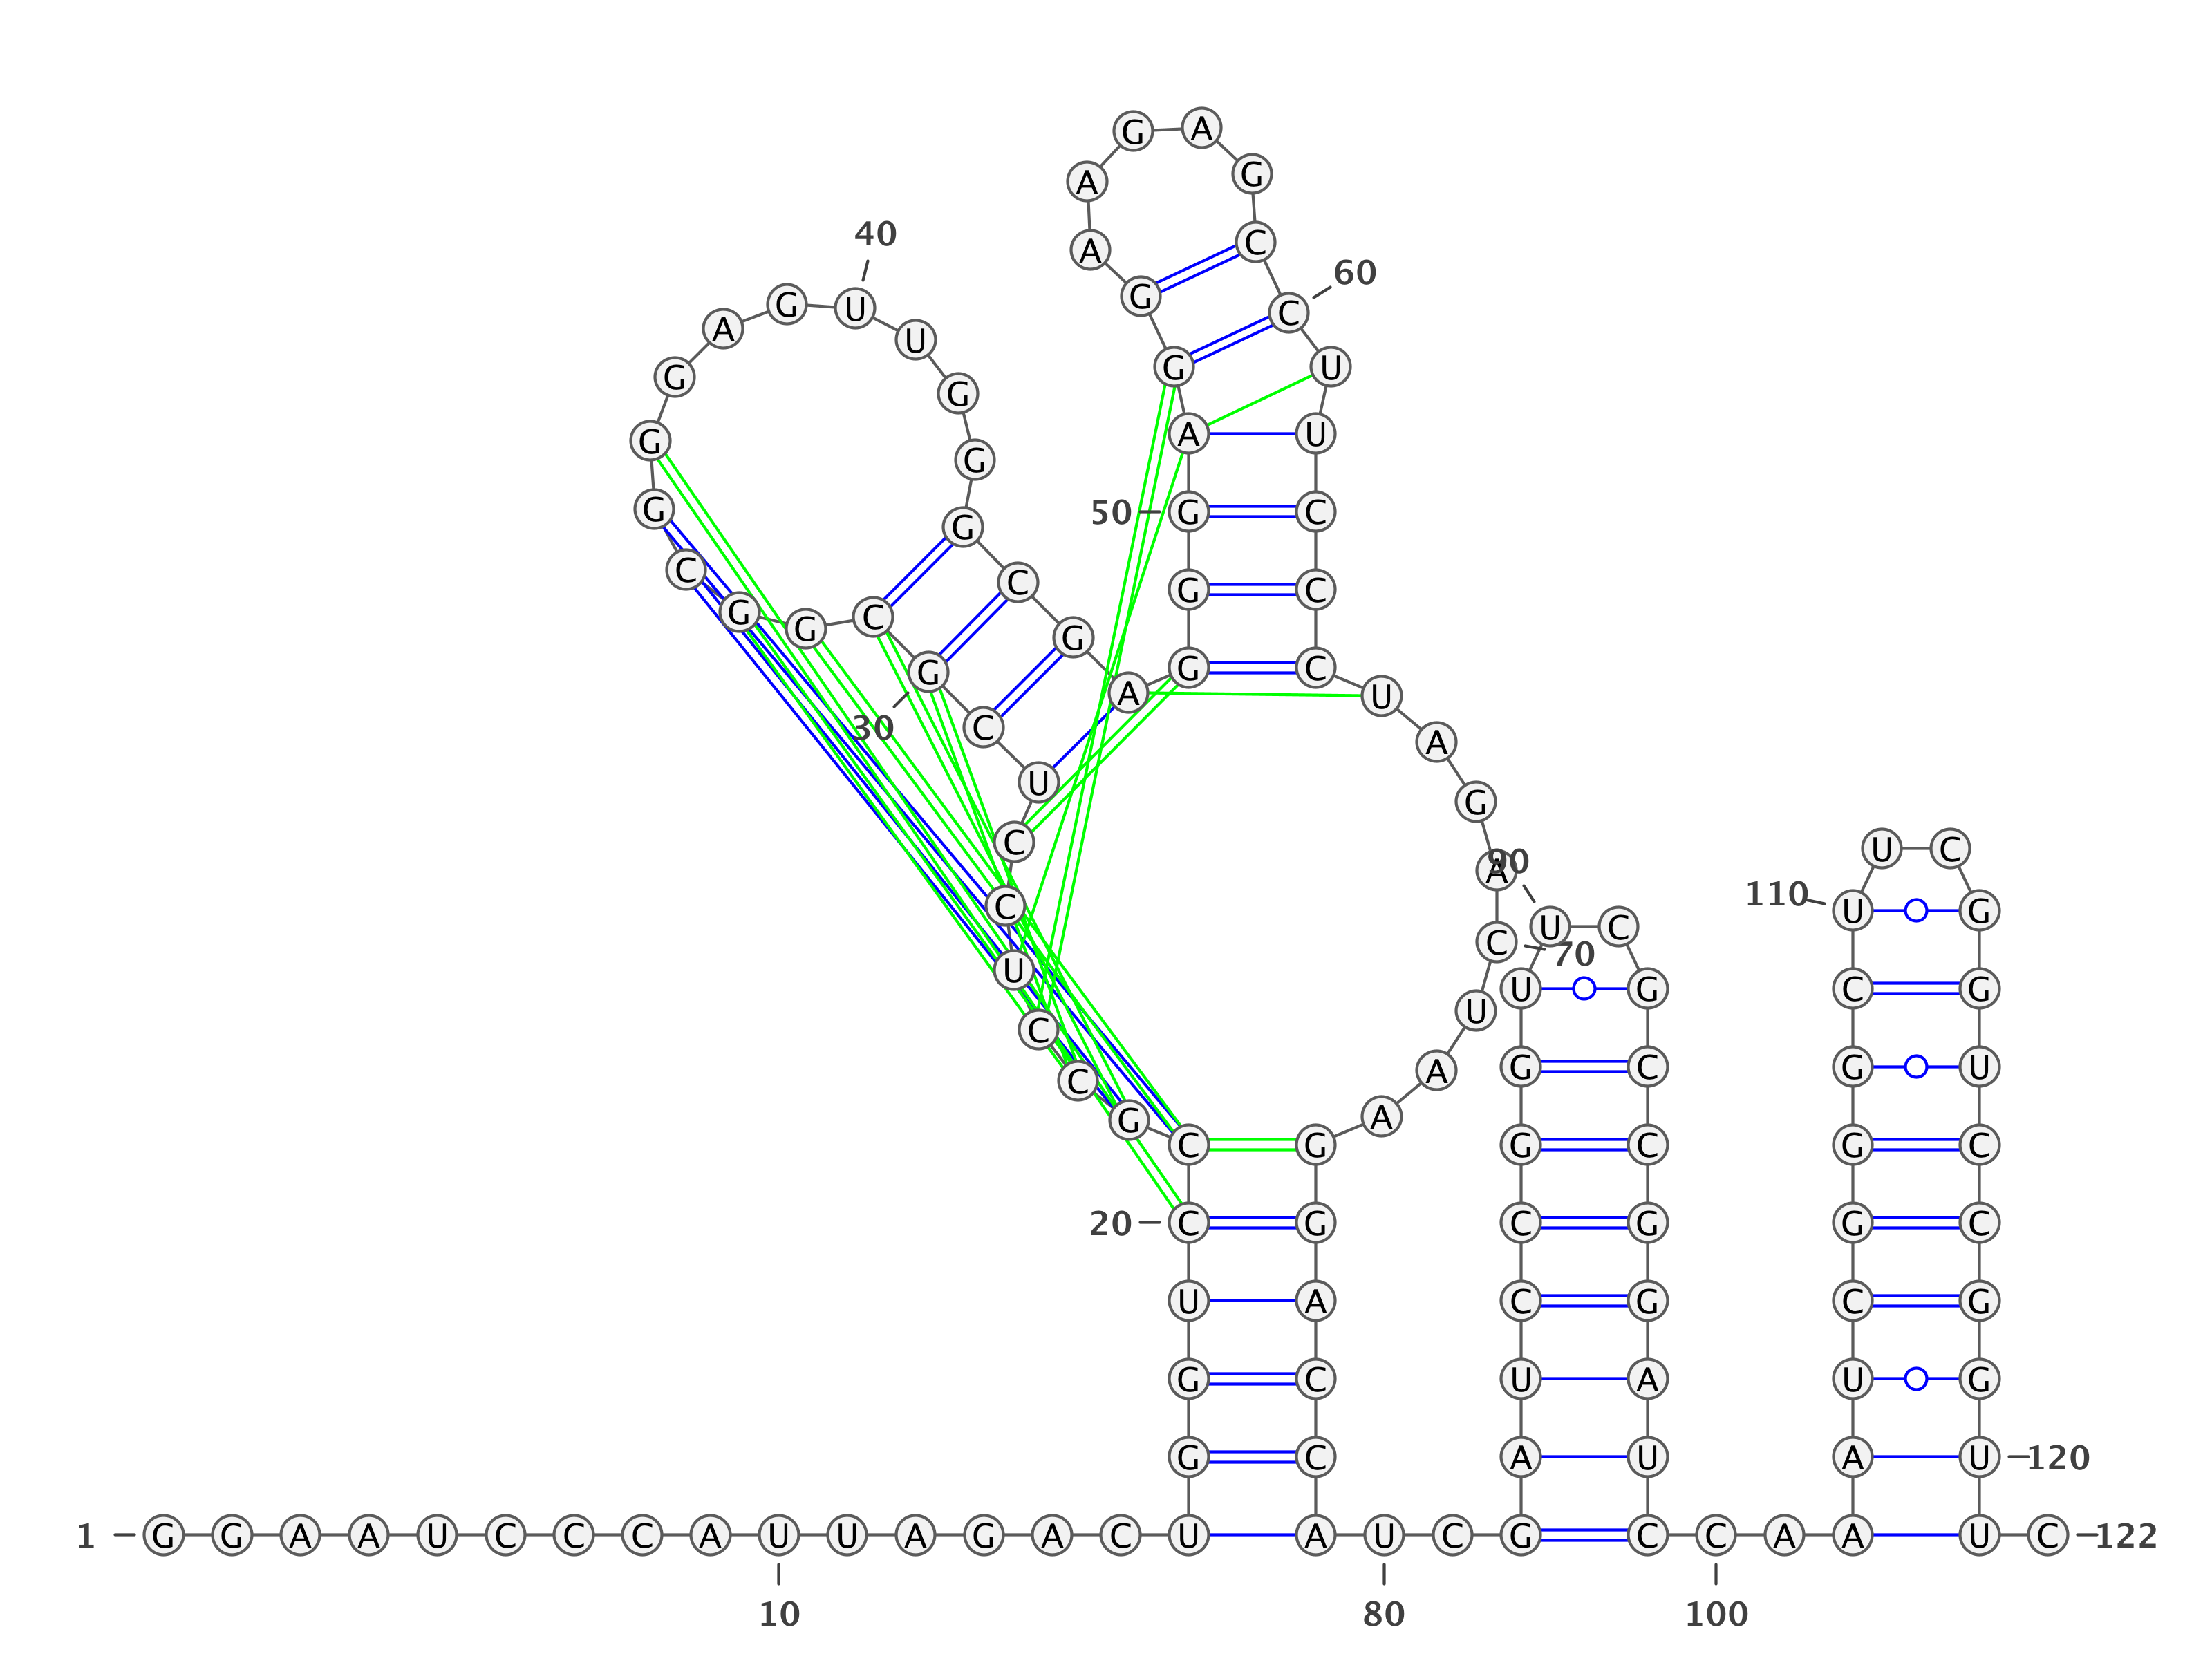 G A
A G
40 A C
60
G
G U C
A U
G U
G G
G A U
G
G G 50 G C
C C G C
G G C G
G G C
A U
30 C A
U G
C U C
90 A
C 110 U G
U C
C 70
U U G C G
C U
C A G C G U
G A
C G G C G C
20 C G C G G C
U A C G C G
G C U A U G
G C A U A U 120
1 G G A A U C C C A U U A G A C U A U C G C C A A U C 122
10 80 100